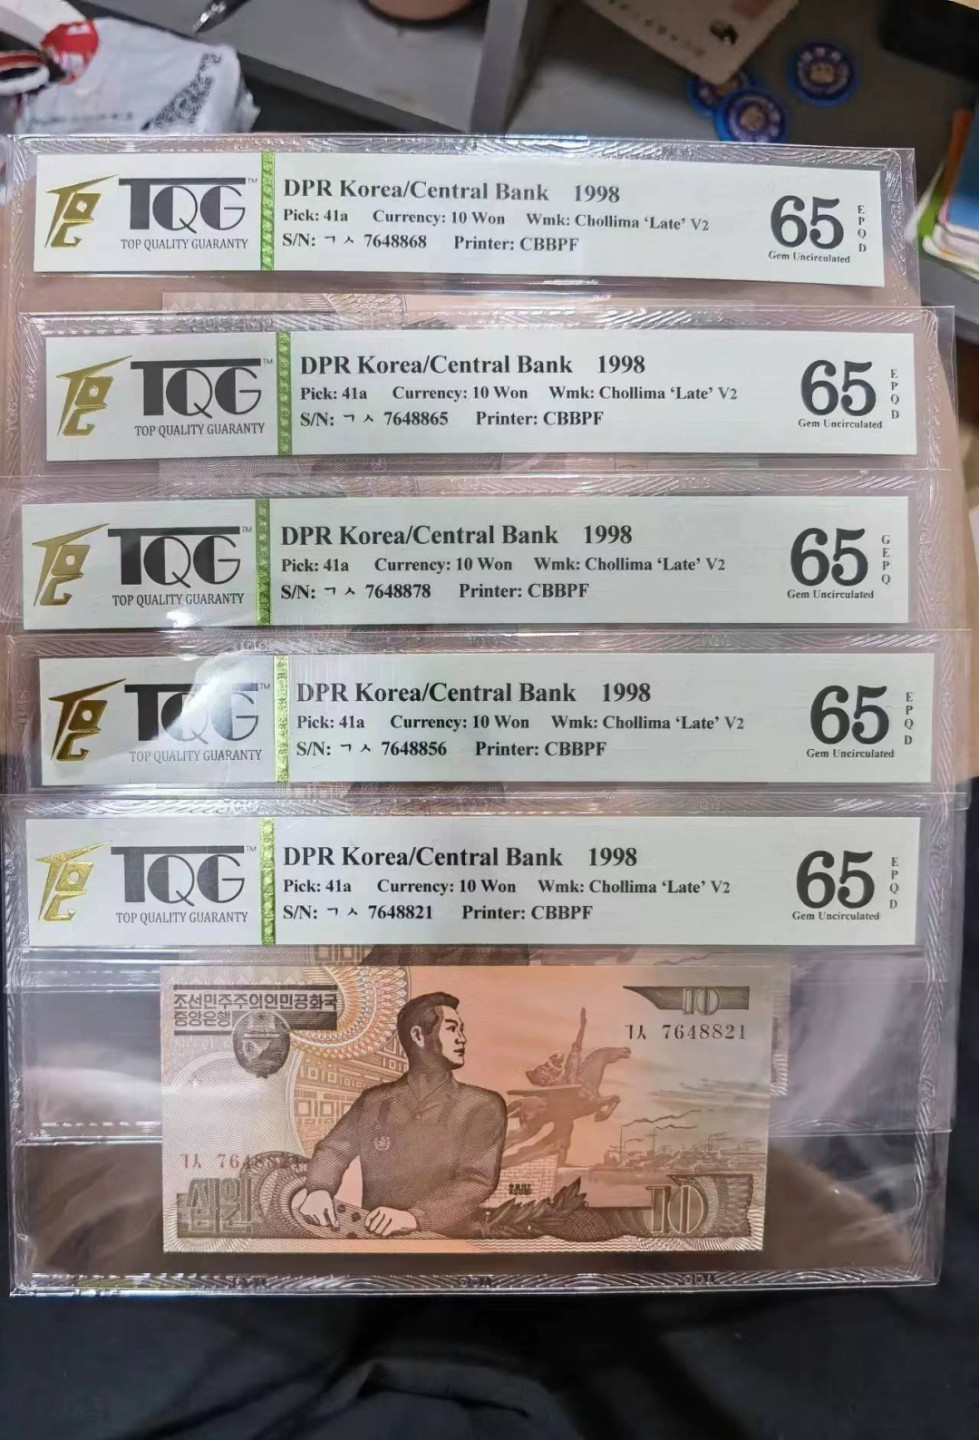 TQG™
TOP QUALITY GUARANTY
DPR Korea/Central Bank 1998
Pick: 41a Currency: 10 Won Wmk: Chollima ‘Late’ V2
S/N: ㄱ ㅅ 7648868 Printer: CBBPF
65
EPQD
Gem Uncirculated
TQG™
TOP QUALITY GUARANTY
DPR Korea/Central Bank 1998
Pick: 41a Currency: 10 Won Wmk: Chollima ‘Late’ V2
S/N: ㄱ ㅅ 7648865 Printer: CBBPF
65
EPQD
Gem Uncirculated
TQG™
TOP QUALITY GUARANTY
DPR Korea/Central Bank 1998
Pick: 41a Currency: 10 Won Wmk: Chollima ‘Late’ V2
S/N: ㄱ ㅅ 7648878 Printer: CBBPF
65
GEPQ
Gem Uncirculated
TQG™
TOP QUALITY GUARANTY
DPR Korea/Central Bank 1998
Pick: 41a Currency: 10 Won Wmk: Chollima ‘Late’ V2
S/N: ㄱ ㅅ 7648856 Printer: CBBPF
65
EPQD
Gem Uncirculated
TQG™
TOP QUALITY GUARANTY
DPR Korea/Central Bank 1998
Pick: 41a Currency: 10 Won Wmk: Chollima ‘Late’ V2
S/N: ㄱ ㅅ 7648821 Printer: CBBPF
65
EPQD
Gem Uncirculated
조선민주주의인민공화국
중앙은행
10
ㄱㅅ 7648821
ㄱㅅ 7648821
십원
10